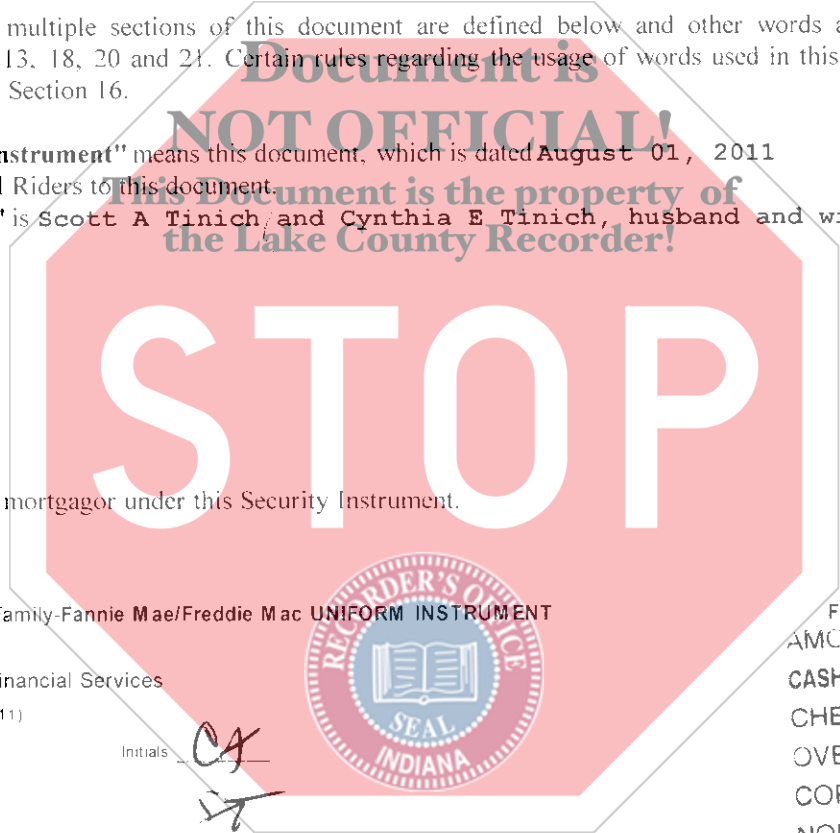 multiple sections of this document are defined below and other words a
13, 18, 20 and 21. Certain rules regarding the usage of words used in this
Section 16.
Document is
NOT OFFICIAL!
This Document is the property of
the Lake County Recorder!
nstrument" means this document, which is dated August 01, 2011
l Riders to this document.
" is Scott A Tinich and Cynthia E Tinich, husband and wi
STOP
mortgagor under this Security Instrument.
amily-Fannie Mae/Freddie Mac UNIFORM INSTRUMENT
inancial Services
11)
Initials
RECORDER'S OFFICE
SEAL
INDIANA
F
AMO
CASH
CHE
OVE
COP
NO